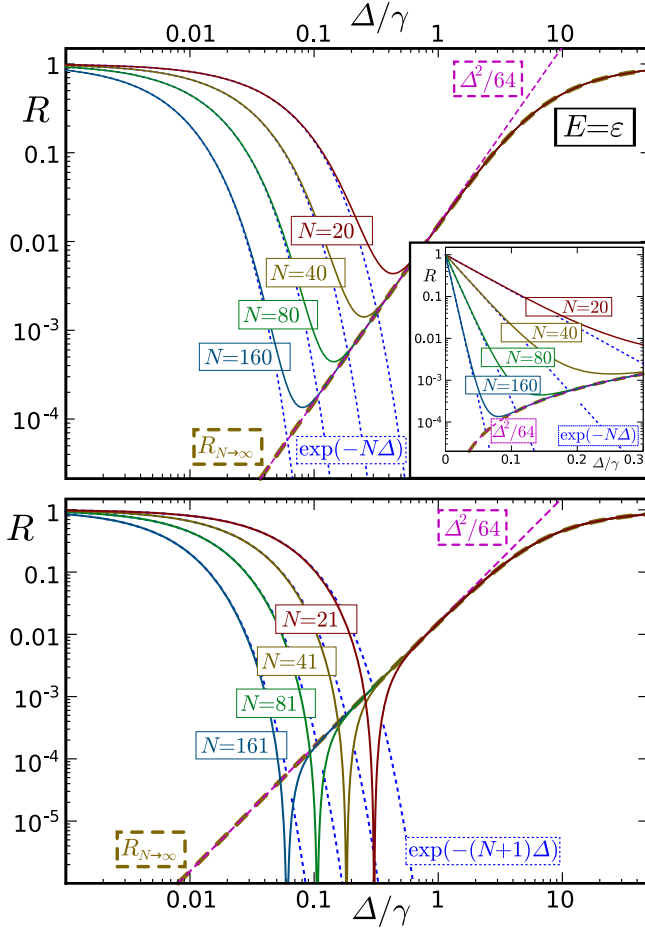 Δ/γ
0.01 0.1 1 10
1
R
0.1
0.01
10⁻³
10⁻⁴
Δ²/64
E=ε
N=20
N=40
N=80
N=160
R_{N→∞}
exp(−NΔ)
1
R
0.1
0.01
10⁻³
10⁻⁴
N=20
N=40
N=80
N=160
Δ²/64
exp(−NΔ)
0 0.1 0.2 0.3
Δ/γ
1
R
0.1
0.01
10⁻³
10⁻⁴
10⁻⁵
Δ²/64
N=21
N=41
N=81
N=161
R_{N→∞}
exp(-(N+1)Δ)
0.01 0.1 1 10
Δ/γ